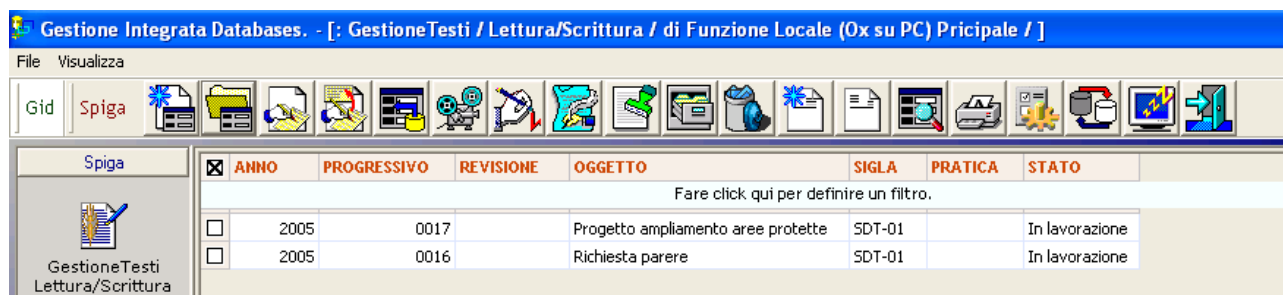 Gestione Integrata Databases. - [: GestioneTesti / Lettura/Scrittura / di Funzione Locale (Ox su PC) Pricipale / ]
File Visualizza
Gid Spiga
Spiga
GestioneTesti
Lettura/Scrittura
ANNO PROGRESSIVO REVISIONE OGGETTO SIGLA PRATICA STATO
Fare click qui per definire un filtro.
2005 0017 Progetto ampliamento aree protette SDT-01 In lavorazione
2005 0016 Richiesta parere SDT-01 In lavorazione